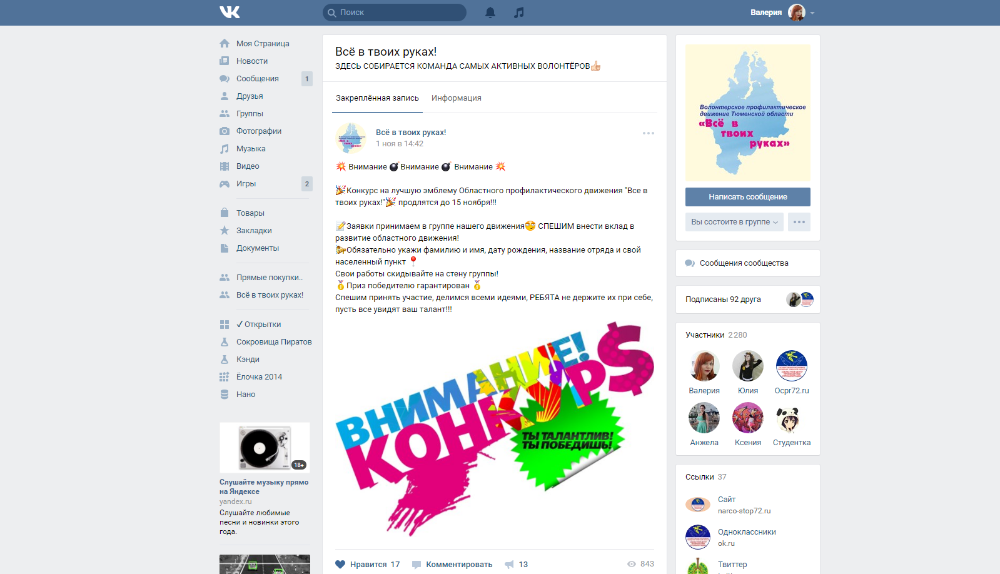 Поиск
Валерия
Моя Страница
Новости
Сообщения 1
Друзья
Группы
Фотографии
Музыка
Видео
Игры 2
Товары
Закладки
Документы
Прямые покупки..
Всё в твоих руках!
✓ Открытки
Сокровища Пиратов
Кэнди
Ёлочка 2014
Нано
18+
Слушайте музыку прямо
на Яндексе
yandex.ru
Слушайте любимые
песни и новинки этого
года.
Всё в твоих руках!
ЗДЕСЬ СОБИРАЕТСЯ КОМАНДА САМЫХ АКТИВНЫХ ВОЛОНТЁРОВ👍
Закреплённая запись Информация
Всё в твоих руках!
1 ноя в 14:42
💥 Внимание 💣 Внимание 💣 Внимание 💥
🎉Конкурс на лучшую эмблему Областного профилактического движения "Все в
твоих руках!"🎉 продлятся до 15 ноября!!!
📝Заявки принимаем в группе нашего движения СПЕШИМ внести вклад в
развитие областного движения!
Обязательно укажи фамилию и имя, дату рождения, название отряда и свой
населенный пункт 📍
Свои работы скидывайте на стену группы!
🏅 Приз победителю гарантирован 🏅
Спешим принять участие, делимся всеми идеями, РЕБЯТА не держите их при себе,
пусть все увидят ваш талант!!!
ВНИМАНИЕ!
КОНКУРС
ТЫ ТАЛАНТЛИВ!
ТЫ ПОБЕДИШЬ!
Нравится 17 Комментировать 13 843
Волонтерское профилактическое
движение Тюменской области
«Всё в
твоих
руках»
Написать сообщение
Вы состоите в группе
Сообщения сообщества
Подписаны 92 друга
Участники 2 280
Валерия Юлия Ocpr72.ru
Анжела Ксения Студентка
Ссылки 37
Сайт
narco-stop72.ru
Одноклассники
ok.ru
Твиттер